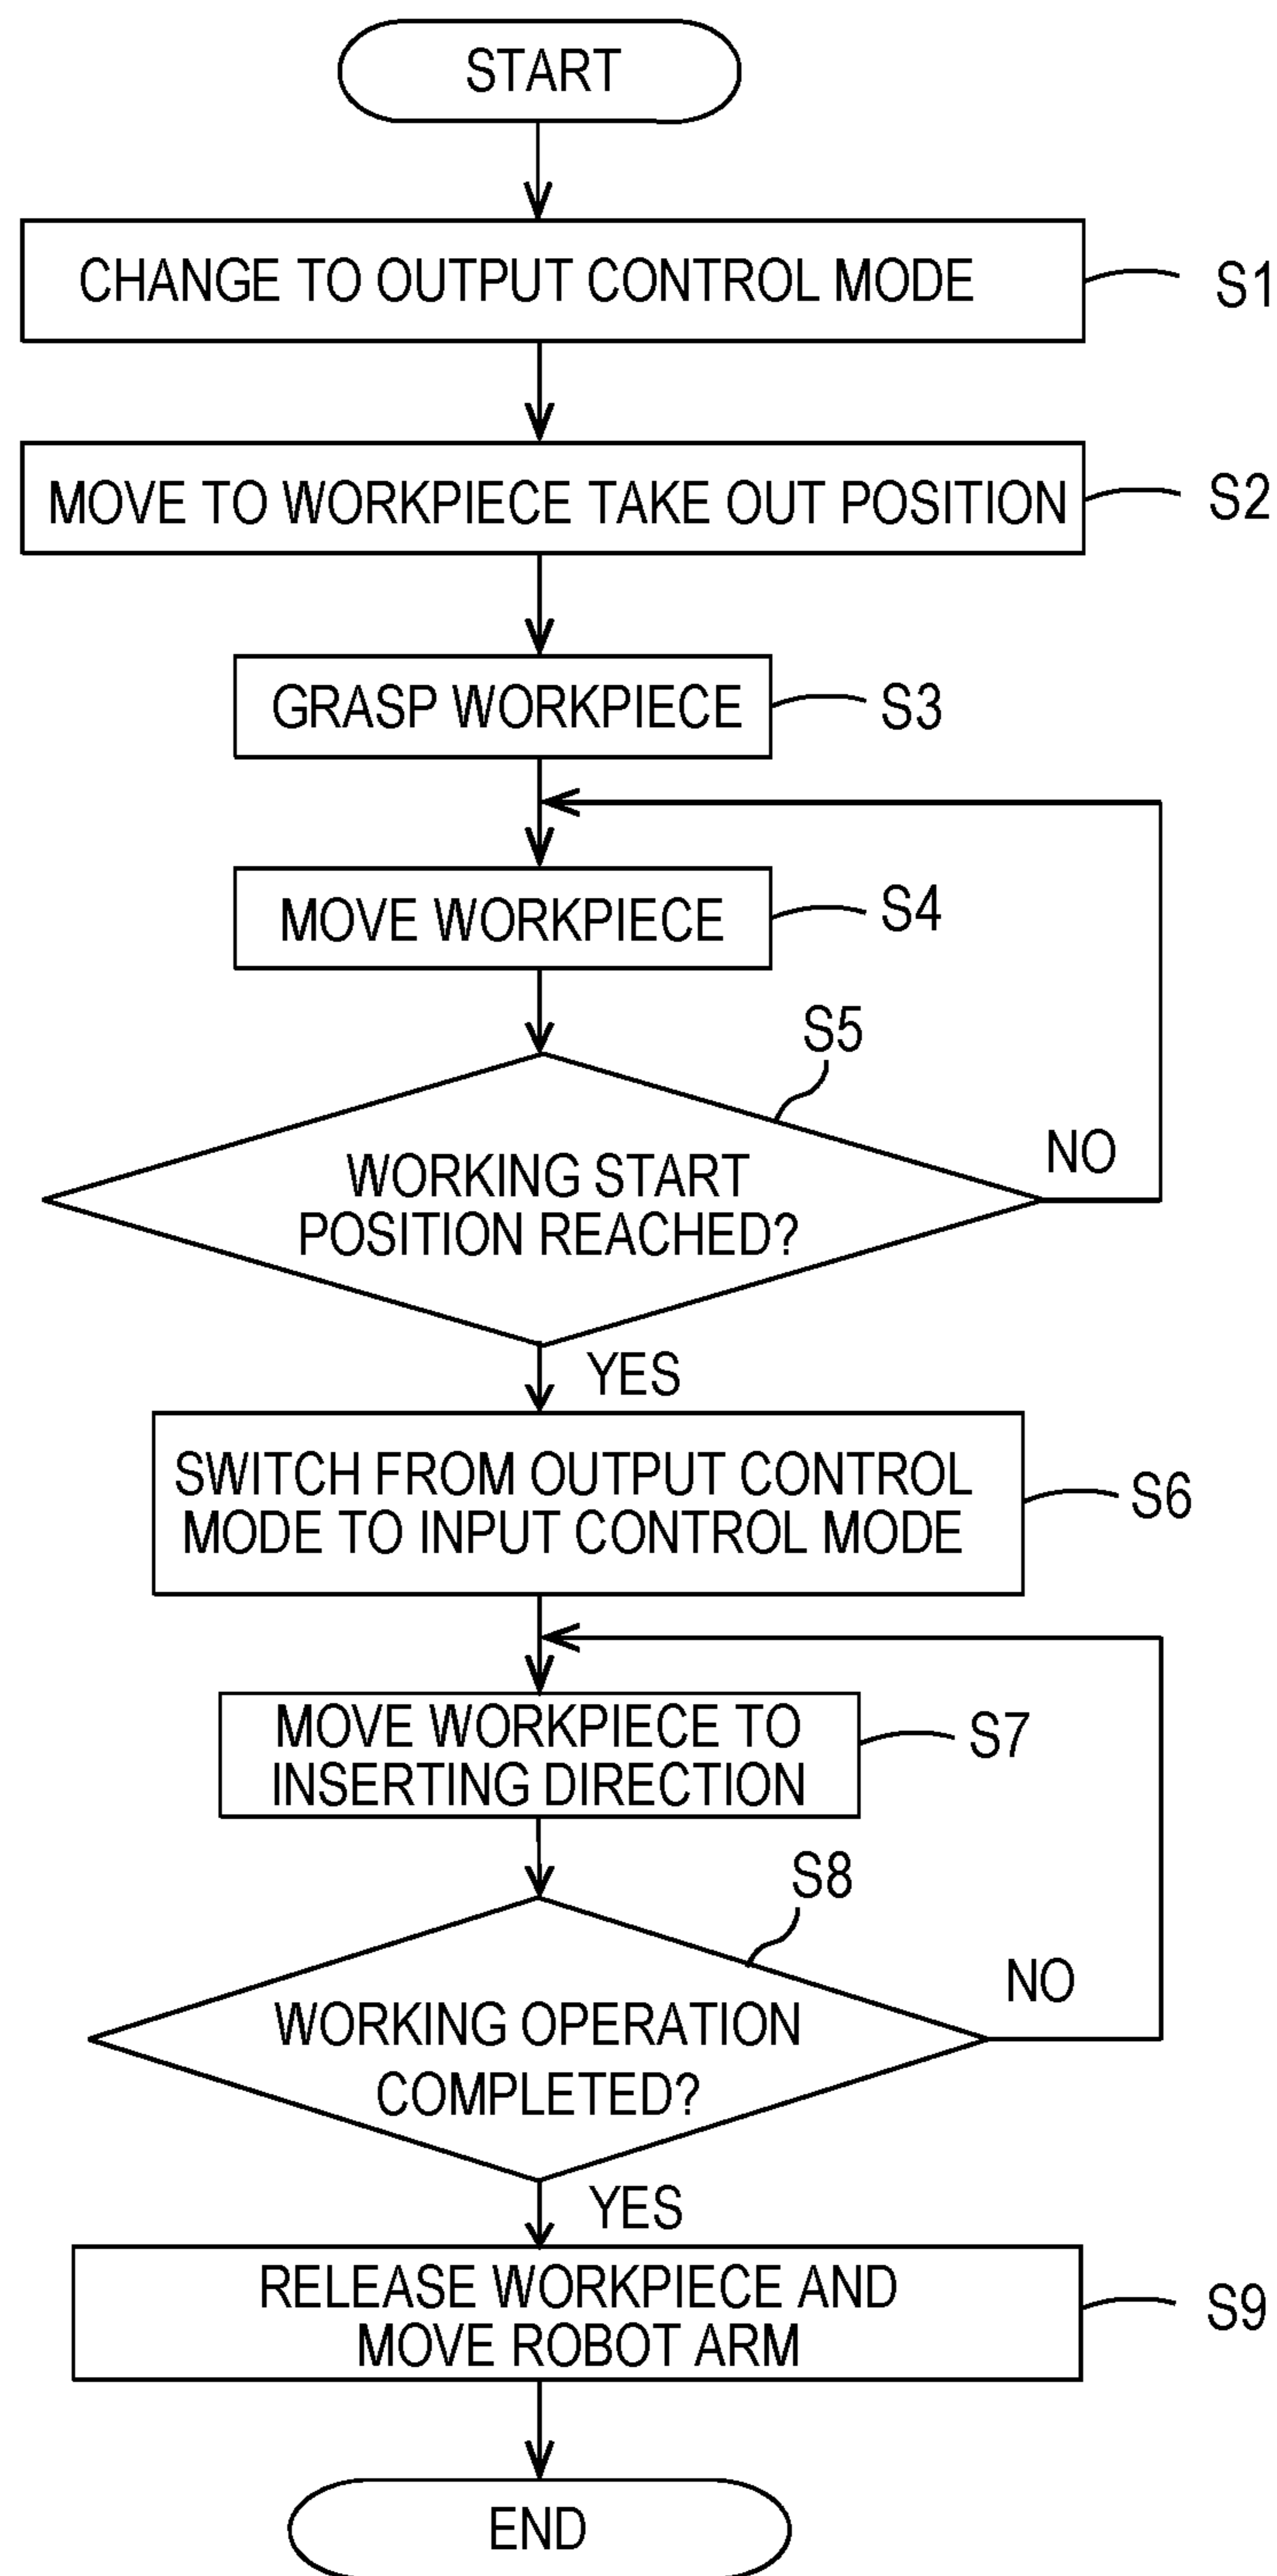 START
CHANGE TO OUTPUT CONTROL MODE
S1
MOVE TO WORKPIECE TAKE OUT POSITION
S2
GRASP WORKPIECE
S3
MOVE WORKPIECE
S4
S5
WORKING START
POSITION REACHED?
NO
YES
SWITCH FROM OUTPUT CONTROL
MODE TO INPUT CONTROL MODE
S6
MOVE WORKPIECE TO
INSERTING DIRECTION
S7
S8
WORKING OPERATION
COMPLETED?
NO
YES
RELEASE WORKPIECE AND
MOVE ROBOT ARM
S9
END